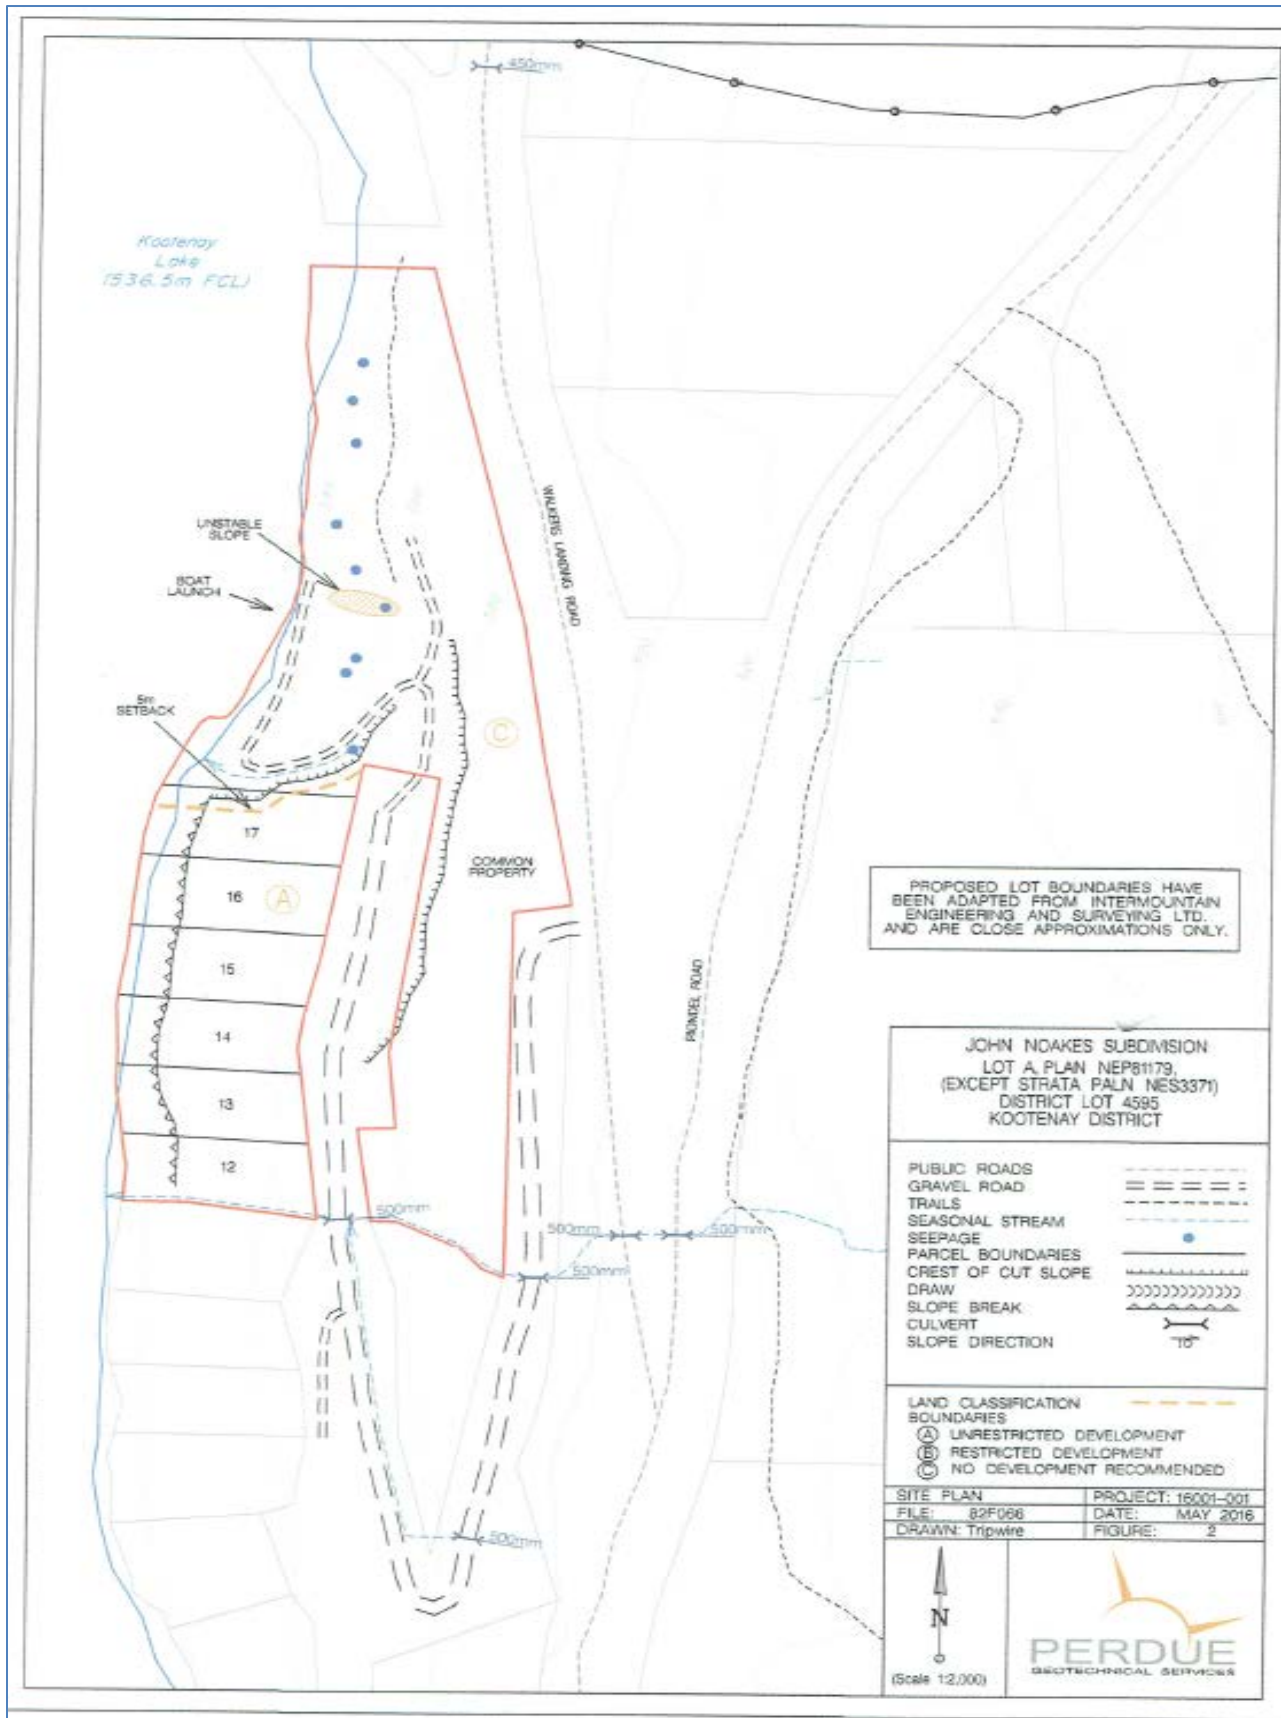 450mm
Kootenay
Lake
(536.5m FCL)
UNSTABLE
SLOPE
BOAT
LAUNCH
WALKERS LANDING ROAD
5m
SETBACK
C
17
COMMON
PROPERTY
16
A
15
14
13
12
RIONDEL ROAD
500mm
500mm
500mm
500mm
500mm
PROPOSED LOT BOUNDARIES HAVE
BEEN ADAPTED FROM INTERMOUNTAIN
ENGINEERING AND SURVEYING LTD.
AND ARE CLOSE APPROXIMATIONS ONLY.
JOHN NOAKES SUBDIVISION
LOT A, PLAN NEP81179,
(EXCEPT STRATA PALN NES3371)
DISTRICT LOT 4595
KOOTENAY DISTRICT
PUBLIC ROADS
GRAVEL ROAD
TRAILS
SEASONAL STREAM
SEEPAGE
PARCEL BOUNDARIES
CREST OF CUT SLOPE
DRAW
SLOPE BREAK
CULVERT
SLOPE DIRECTION 10
LAND CLASSIFICATION
BOUNDARIES
A UNRESTRICTED DEVELOPMENT
B RESTRICTED DEVELOPMENT
C NO DEVELOPMENT RECOMMENDED
SITE PLAN PROJECT: 16001-001
FILE: 82F066 DATE: MAY 2016
DRAWN: Tripwire FIGURE: 2
N
(Scale 1:2,000)
PERDUE
GEOTECHNICAL SERVICES